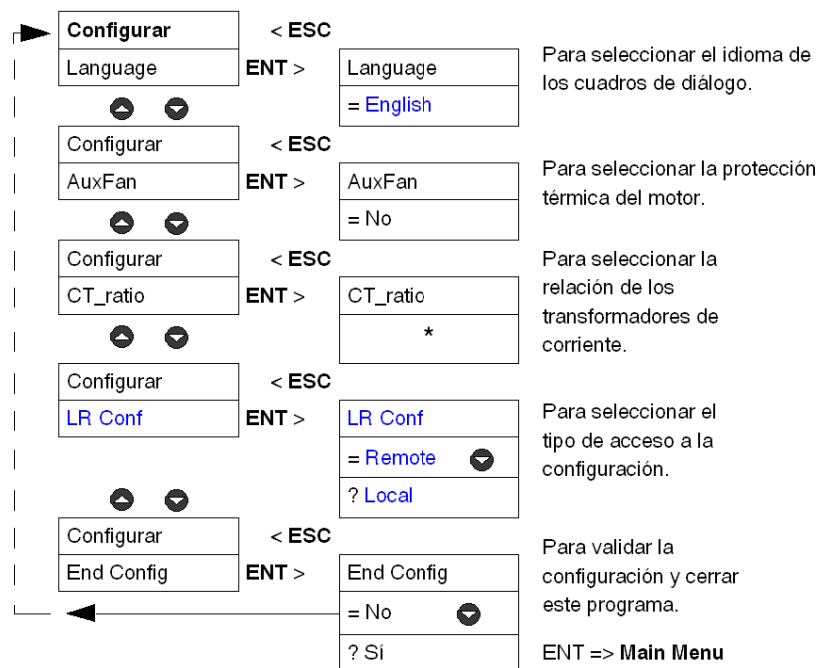 Configurar < ESC
Language ENT > Language
= English
Para seleccionar el idioma de
los cuadros de diálogo.
Configurar < ESC
AuxFan ENT > AuxFan
= No
Para seleccionar la protección
térmica del motor.
Configurar < ESC
CT_ratio ENT > CT_ratio
*
Para seleccionar la
relación de los
transformadores de
corriente.
Configurar < ESC
LR Conf ENT > LR Conf
= Remote
? Local
Para seleccionar el
tipo de acceso a la
configuración.
Configurar < ESC
End Config ENT > End Config
= No
? Sí
Para validar la
configuración y cerrar
este programa.
ENT => Main Menu